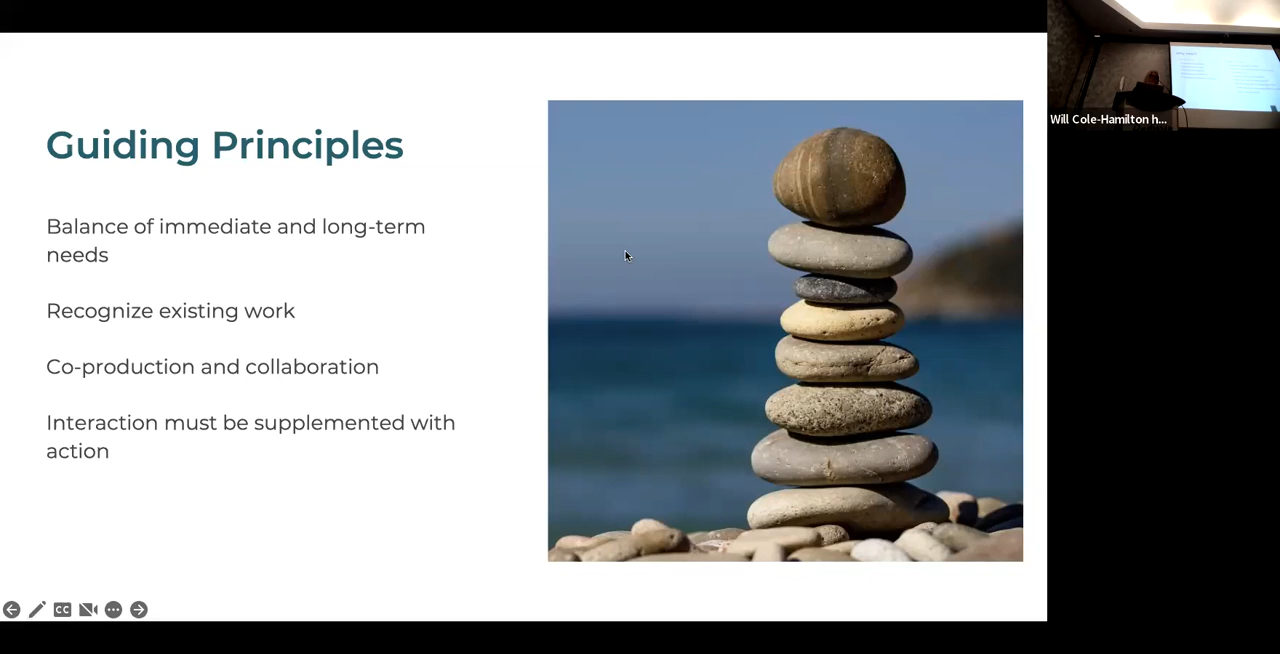 Guiding Principles
Balance of immediate and long-term
needs
Recognize existing work
Co-production and collaboration
Interaction must be supplemented with
action
CC
Will Cole-Hamilton h...